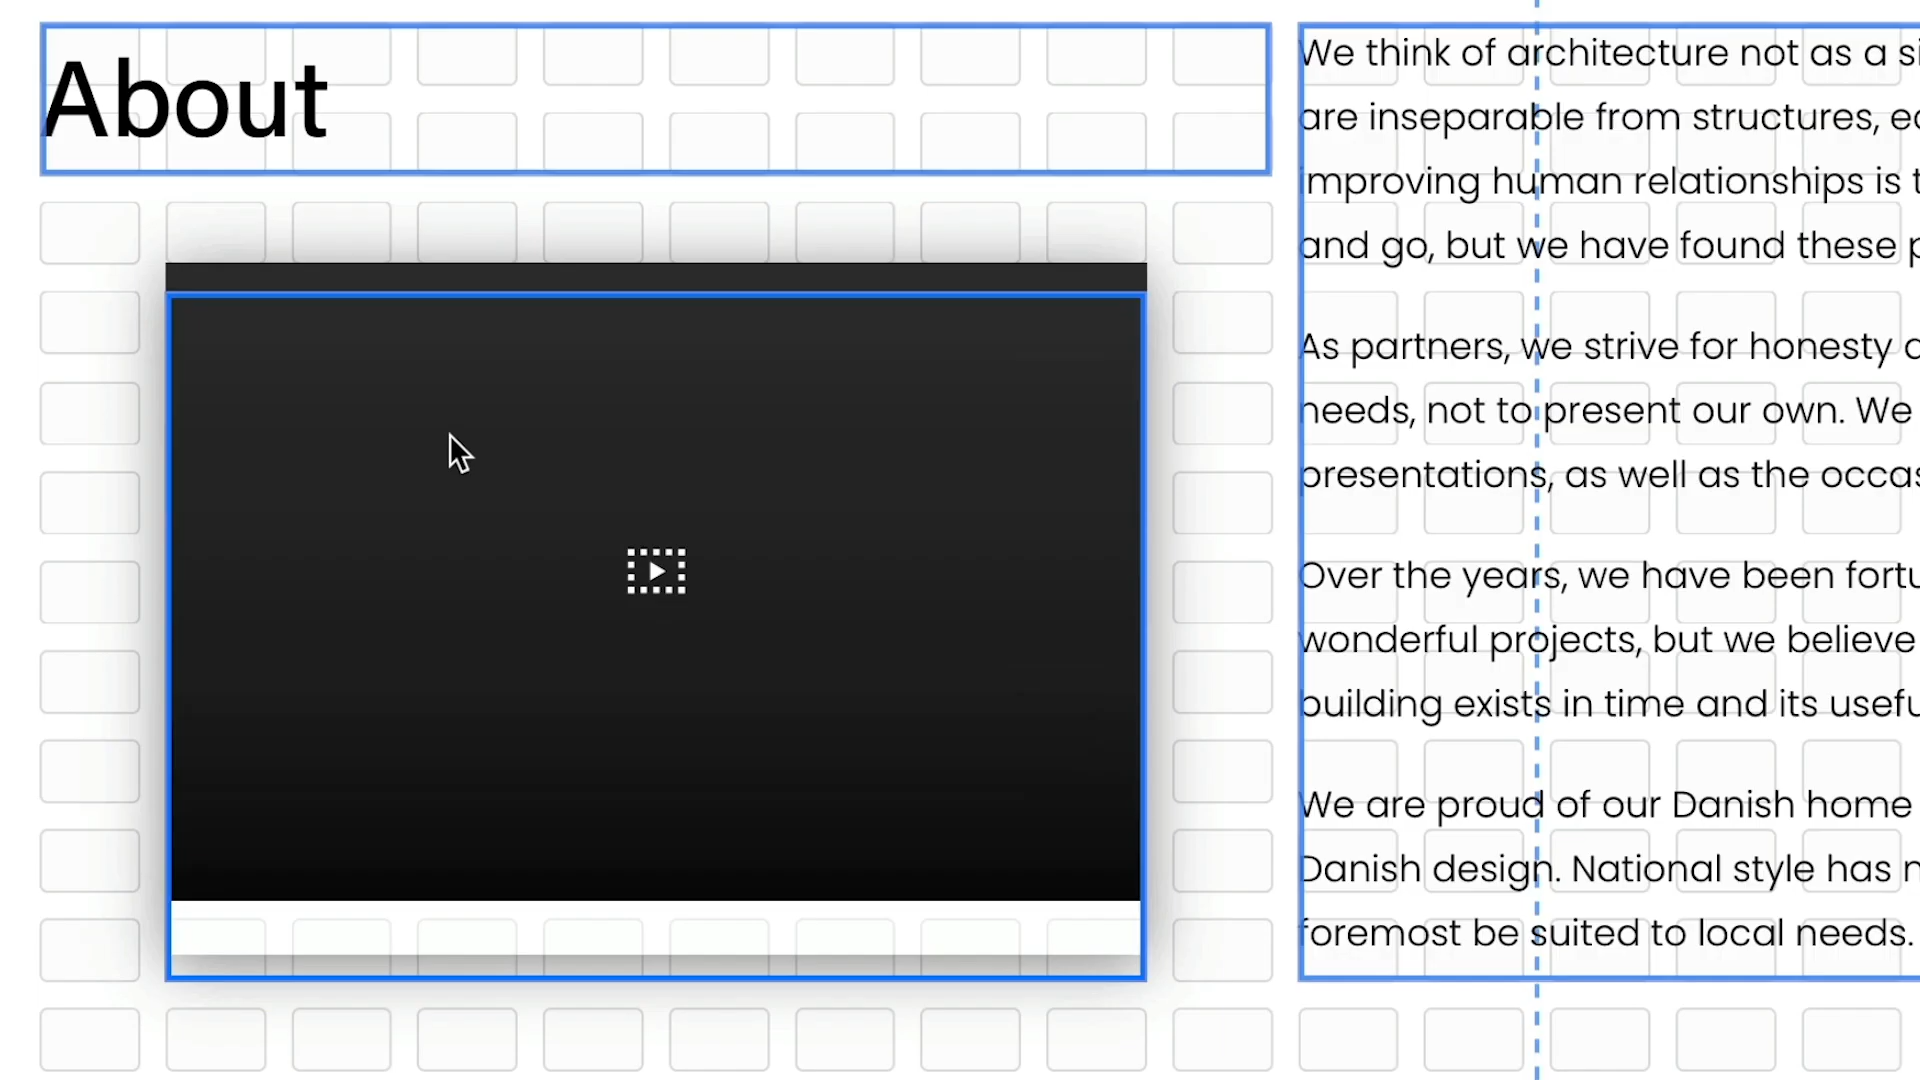 About
We think of architecture not as a
are inseparable from structures,
improving human relationships is
and go, but we have found these
As partners, we strive for honesty
needs, not to present our own. We
presentations, as well as the
Over the years, we have been
wonderful projects, but we believe
building exists in time and its
We are proud of our Danish home
Danish design. National style has
foremost be suited to local needs.